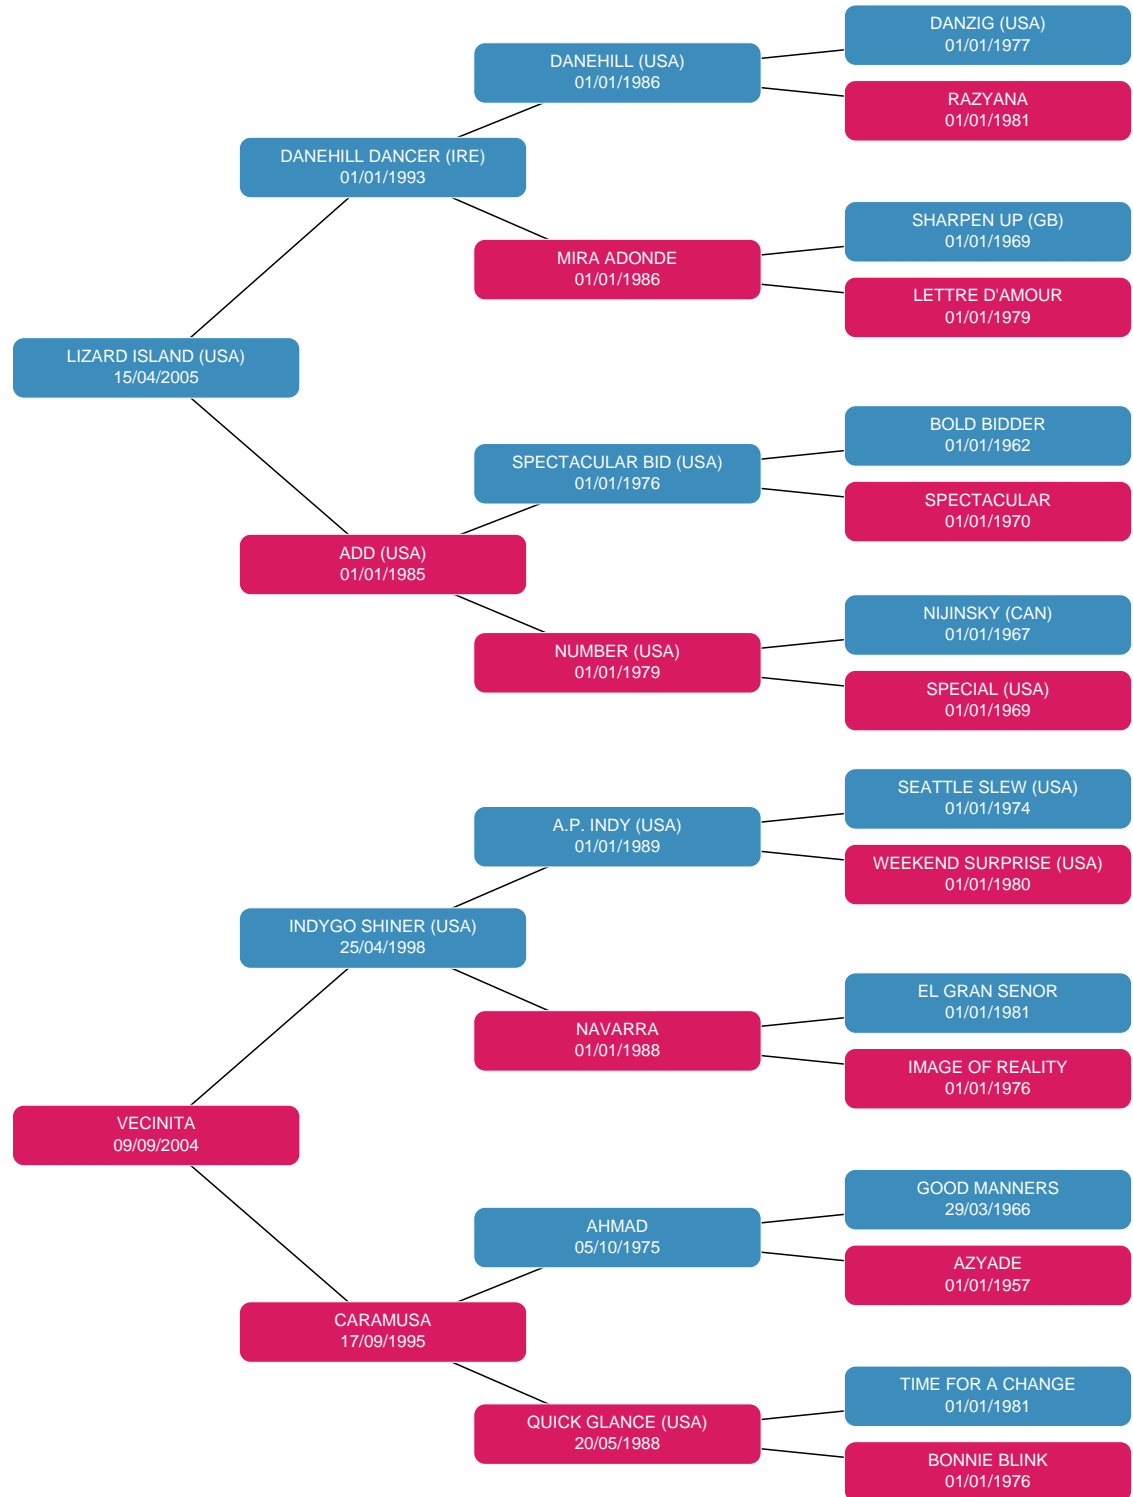 DANZIG (USA)
01/01/1977
DANEHILL (USA)
01/01/1986
RAZYANA
01/01/1981
DANEHILL DANCER (IRE)
01/01/1993
SHARPEN UP (GB)
01/01/1969
MIRA ADONDE
01/01/1986
LETTRE D'AMOUR
01/01/1979
LIZARD ISLAND (USA)
15/04/2005
BOLD BIDDER
01/01/1962
SPECTACULAR BID (USA)
01/01/1976
SPECTACULAR
01/01/1970
ADD (USA)
01/01/1985
NIJINSKY (CAN)
01/01/1967
NUMBER (USA)
01/01/1979
SPECIAL (USA)
01/01/1969
SEATTLE SLEW (USA)
01/01/1974
A.P. INDY (USA)
01/01/1989
WEEKEND SURPRISE (USA)
01/01/1980
INDYGO SHINER (USA)
25/04/1998
EL GRAN SENOR
01/01/1981
NAVARRA
01/01/1988
IMAGE OF REALITY
01/01/1976
VECINITA
09/09/2004
GOOD MANNERS
29/03/1966
AHMAD
05/10/1975
AZYADE
01/01/1957
CARAMUSA
17/09/1995
TIME FOR A CHANGE
01/01/1981
QUICK GLANCE (USA)
20/05/1988
BONNIE BLINK
01/01/1976